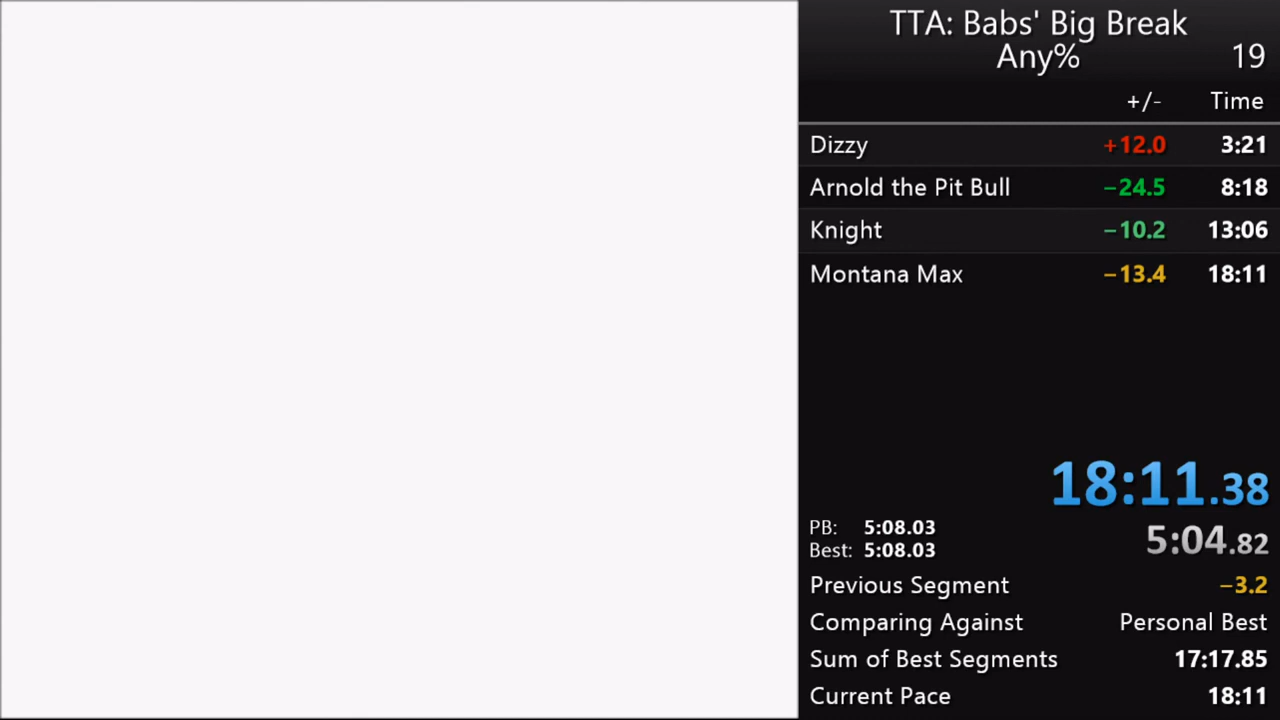 TTA: Babs' Big Break
Any% 19
+/- Time
Dizzy +12.0 3:21
Arnold the Pit Bull −24.5 8:18
Knight −10.2 13:06
Montana Max −13.4 18:11
18:11.38
PB: 5:08.03
Best: 5:08.03
5:04.82
Previous Segment −3.2
Comparing Against Personal Best
Sum of Best Segments 17:17.85
Current Pace 18:11